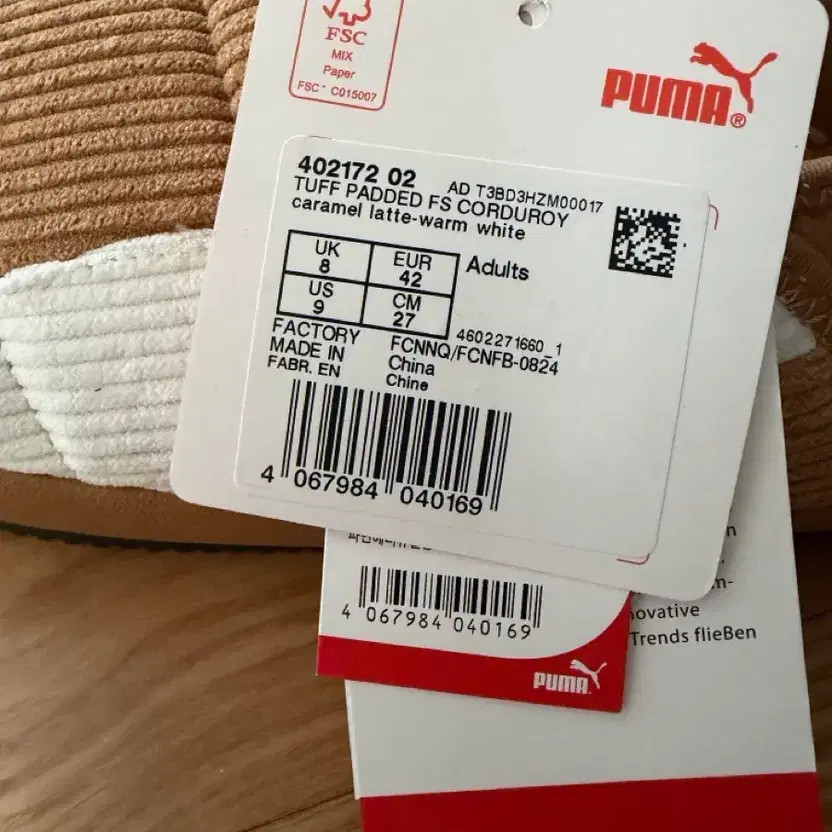 FSC
MIX
Paper
FSC® C015007
PUMA®
402172 02
AD T3BD3HZM00017
TUFF PADDED FS CORDUROY
caramel latte-warm white
UK
8
EUR
42
Adults
US
9
CM
27
4602271660_1
FACTORY
FCNNQ/FCNFB-0824
MADE IN
China
FABR. EN
Chine
4 067984 040169
4 067984 040169
PUMA
ovative
Trends flieBen